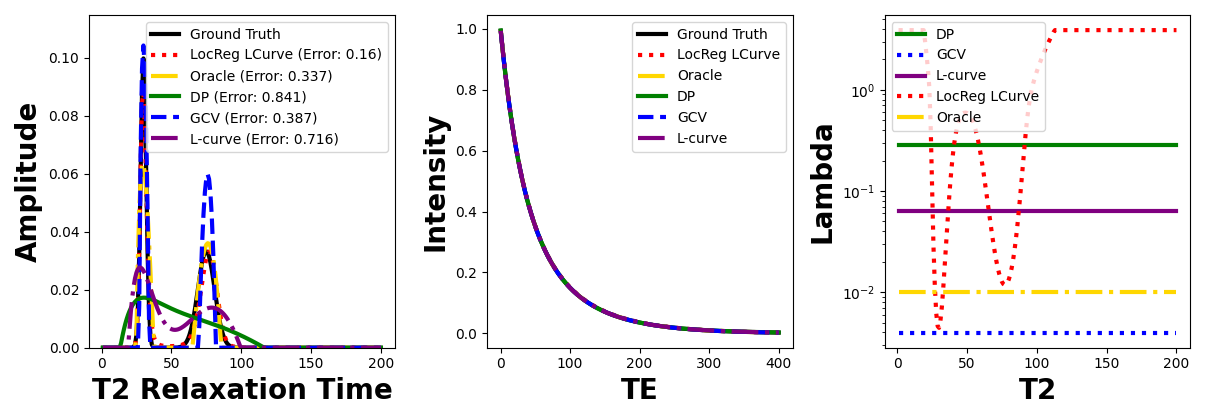 Amplitude
0.10
0.08
0.06
0.04
0.02
0.00
Ground Truth
LocReg LCurve (Error: 0.16)
Oracle (Error: 0.337)
DP (Error: 0.841)
GCV (Error: 0.387)
L-curve (Error: 0.716)
0 50 100 150 200
T2 Relaxation Time
Intensity
1.0
0.8
0.6
0.4
0.2
0.0
Ground Truth
LocReg LCurve
Oracle
DP
GCV
L-curve
0 100 200 300 400
TE
Lambda
10⁰
10⁻¹
10⁻²
DP
GCV
L-curve
LocReg LCurve
Oracle
0 50 100 150 200
T2